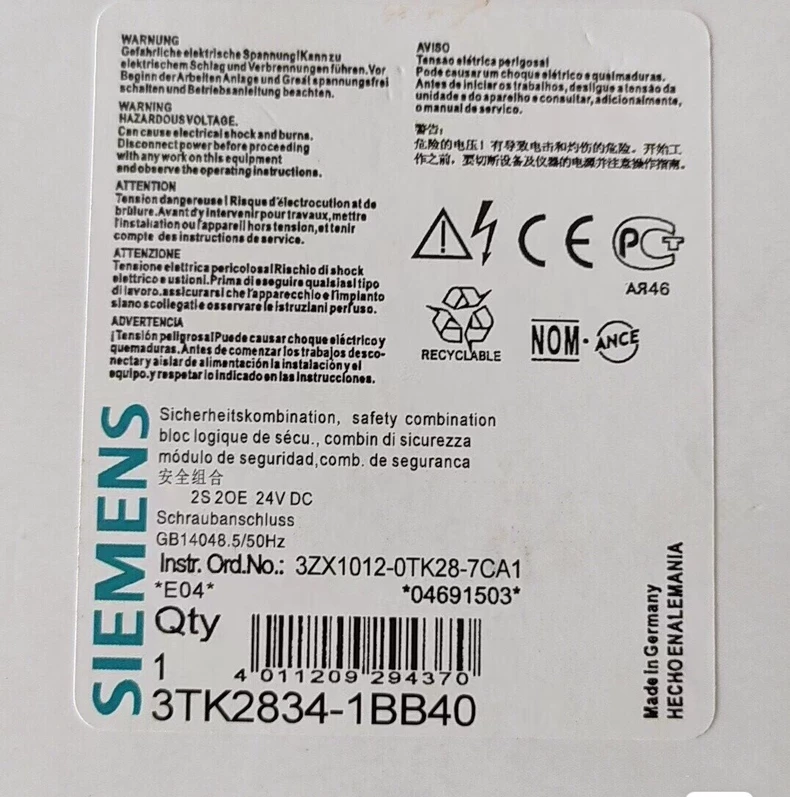 WARNUNG
Gefährliche elektrische Spannung!Kann zu
elektrischem Schlag und Verbrennungen führen.Vor
Beginn der Arbeiten Anlage und Greät spannungsfrei
schalten und Betriebsanleitung beachten.
WARNING
HAZARDOUS VOLTAGE.
Can cause electrical shock and burns.
Disconnect power before proceeding
with any work on this equipment
end observe the operating instructions.
ATTENTION
Tension dangereuse! Risque d'électrocution at de
brûlure.Avant dy intervenir pour travaux,mettre
l'installation ou l'appareil hors tension,et tenir
compte des instructions de service.
ATTENZIONE
Tensione elettrica pericolosa!Rischio di shock
elettrico e ustioni.Prima di eseguire qualsiasi tipo
di lavoro.assicurarsi che l'apparecchio e l'impianto
siano scollegati e osservare le istruziani per l'uso.
ADVERTENCIA
¡Tensión peligrosa!Puede causar choque eléctrico y
quemaduras.Antes de comenzar los trabajos desco-
nectar y aislar de alimentación la instalación y el
equipo.y respetar lo indicado en las instrucciones.
AVISO
Tensão elétrica perigosa!
Pode causar um choque elétrico e queimaduras.
Antes de iniciar os trabalhos, desligue a tensão da
unidade s do aparelho e consultar, adicionalmente,
o manual de servico.
警告:
危险的电压！有导致电击和灼伤的危险。开始工
作之前，要切断设备及仪器的电源并注意操作指南。
CE
PCT
АЯ46
RECYCLABLE
NOM-ANCE
SIEMENS
Sicherheitskombination, safety combination
bloc logique de sécu., combin di sicurezza
módulo de seguridad,comb. de seguranca
安全组合
2S 2OE 24V DC
Schraubanschluss
GB14048.5/50Hz
Instr. Ord.No.: 3ZX1012-0TK28-7CA1
*E04* *04691503*
Qty
1
4 011209 294370
3TK2834-1BB40
Made in Germany
HECHO EN ALEMANIA